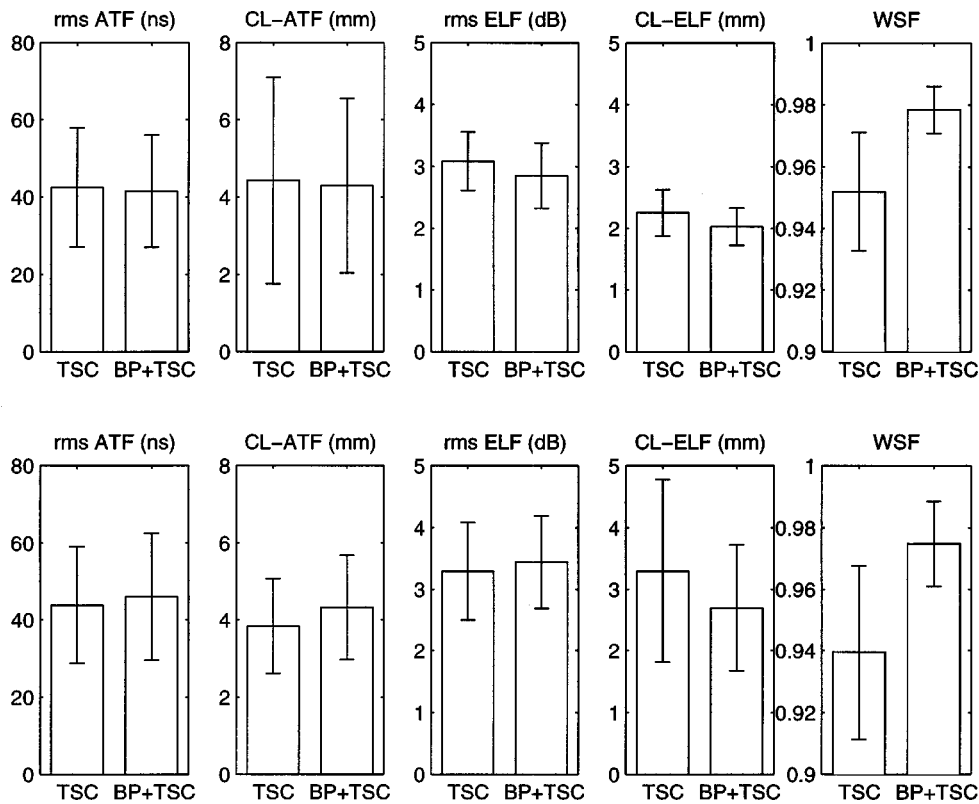 rms ATF (ns) CL-ATF (mm) rms ELF (dB) CL-ELF (mm) WSF
80 8 5 5 1
4 4 0.98
60 6
3 3 0.96
40 4
2 2 0.94
20 2
1 1 0.92
0 0 0 0 0.9
TSC BP+TSC TSC BP+TSC TSC BP+TSC TSC BP+TSC TSC BP+TSC
rms ATF (ns) CL-ATF (mm) rms ELF (dB) CL-ELF (mm) WSF
80 8 5 5 1
4 4 0.98
60 6
3 3 0.96
40 4
2 2 0.94
20 2
1 1 0.92
0 0 0 0 0.9
TSC BP+TSC TSC BP+TSC TSC BP+TSC TSC BP+TSC TSC BP+TSC